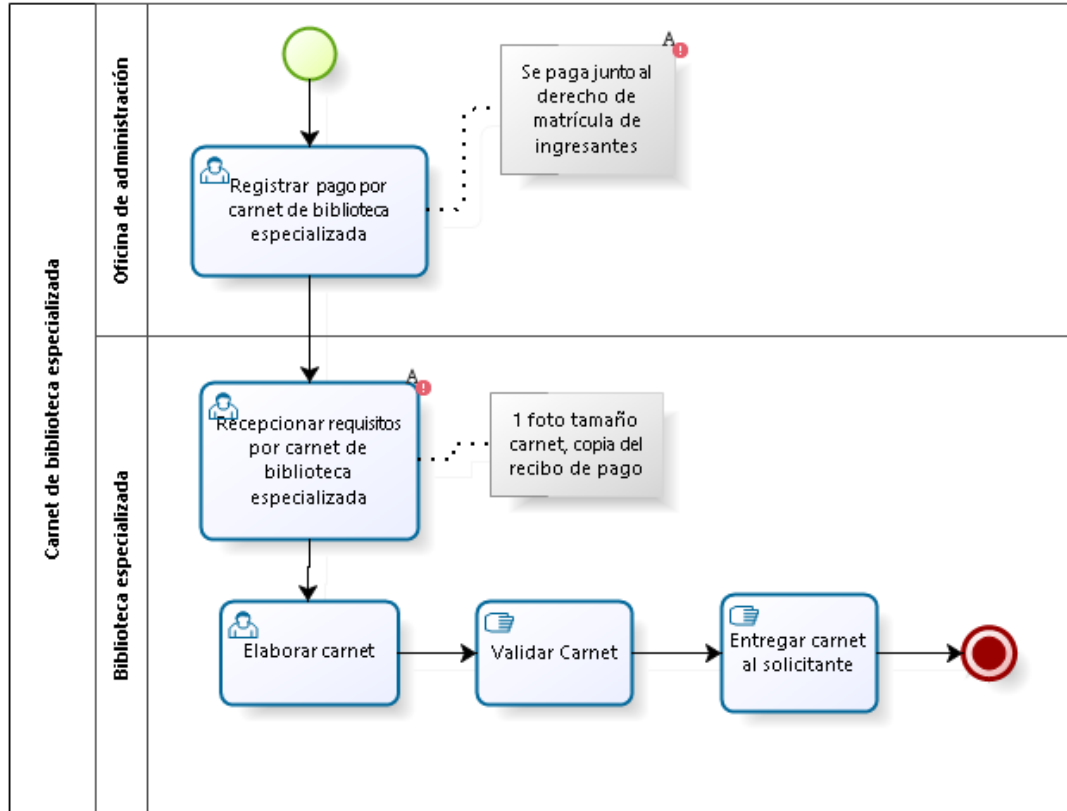 Carnet de biblioteca especializada
Oficina de administración
Se paga junto al
derecho de
matrícula de
ingresantes
A
Registrar pago por
carnet de biblioteca
especializada
Biblioteca especializada
A
Recepcionar requisitos
por carnet de
biblioteca
especializada
1 foto tamaño
carnet, copia del
recibo de pago
Elaborar carnet
Validar Carnet
Entregar carnet
al solicitante